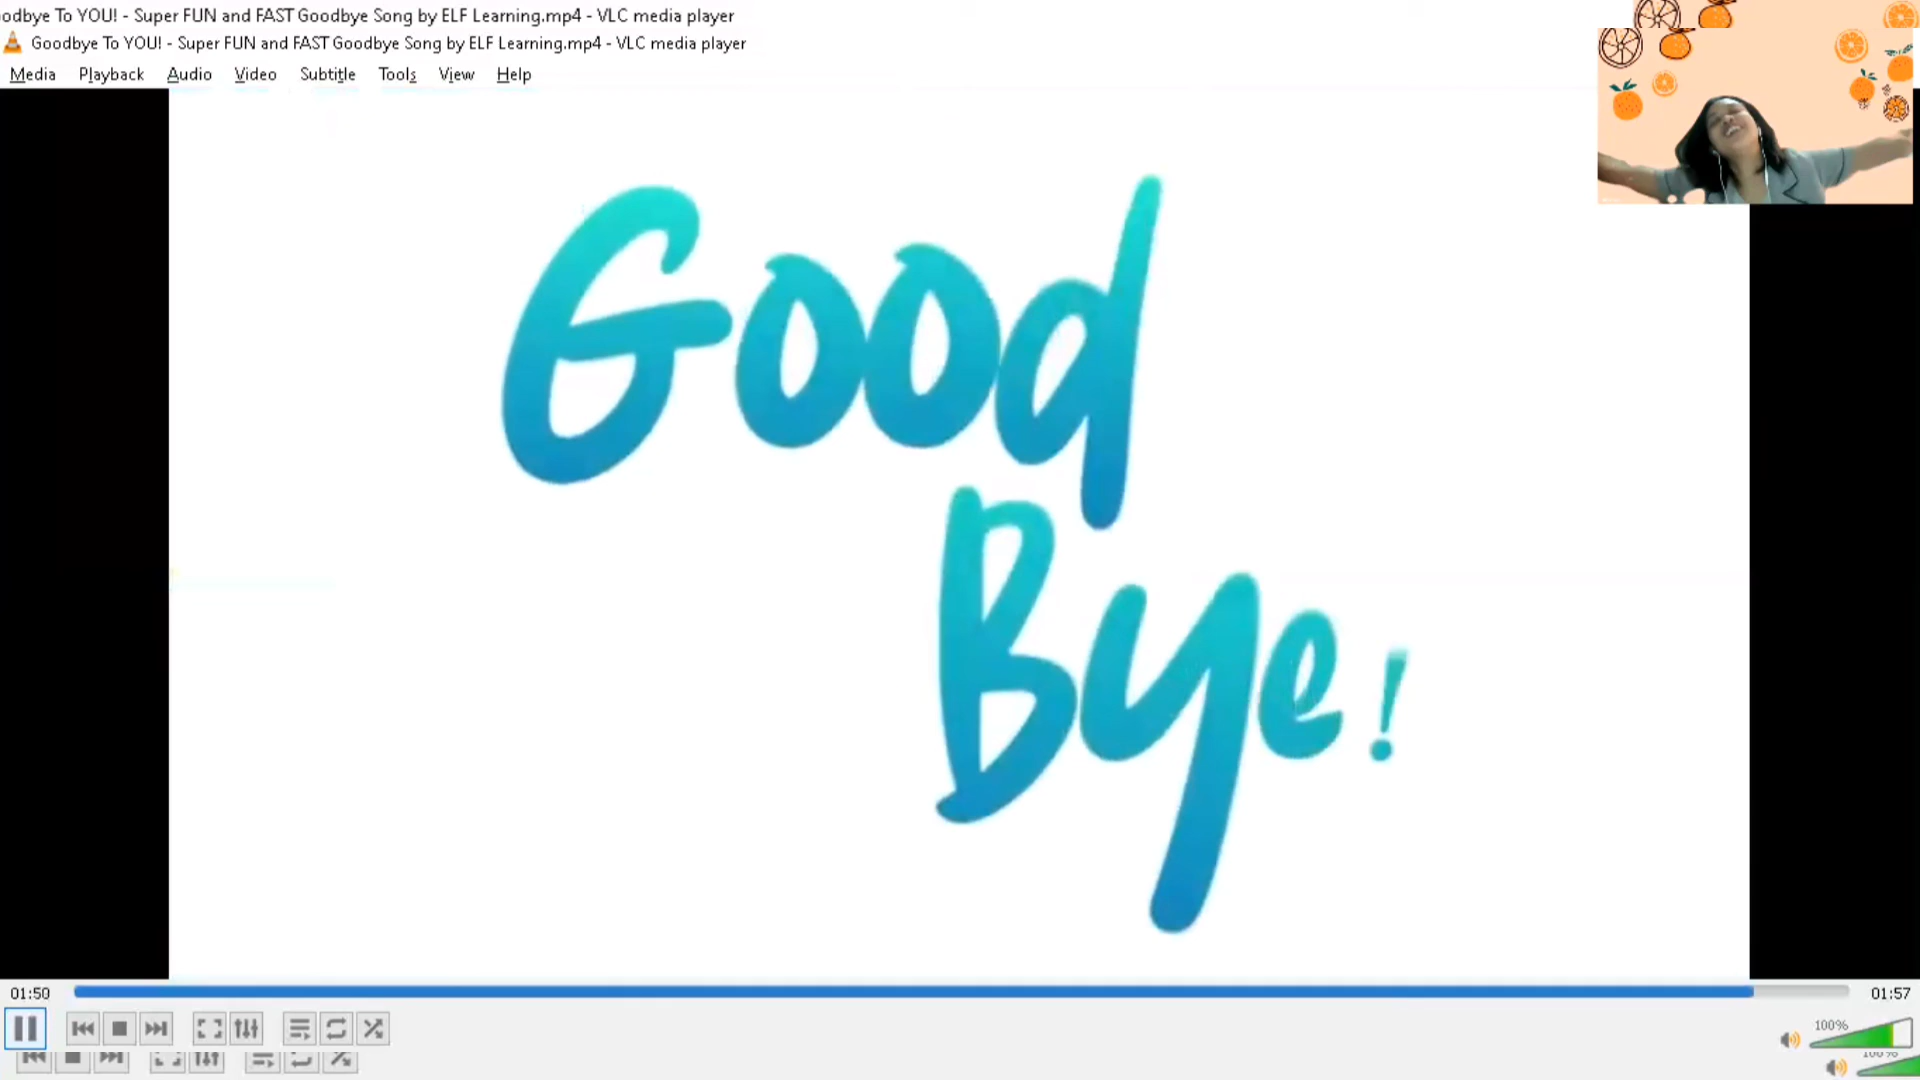 odbye To YOU! - Super FUN and FAST Goodbye Song by ELF Learning.mp4 - VLC media player
Goodbye To YOU! - Super FUN and FAST Goodbye Song by ELF Learning.mp4 - VLC media player
Media Playback Audio Video Subtitle Tools View Help
Good
Bye!
01:50 01:57
100%
100%